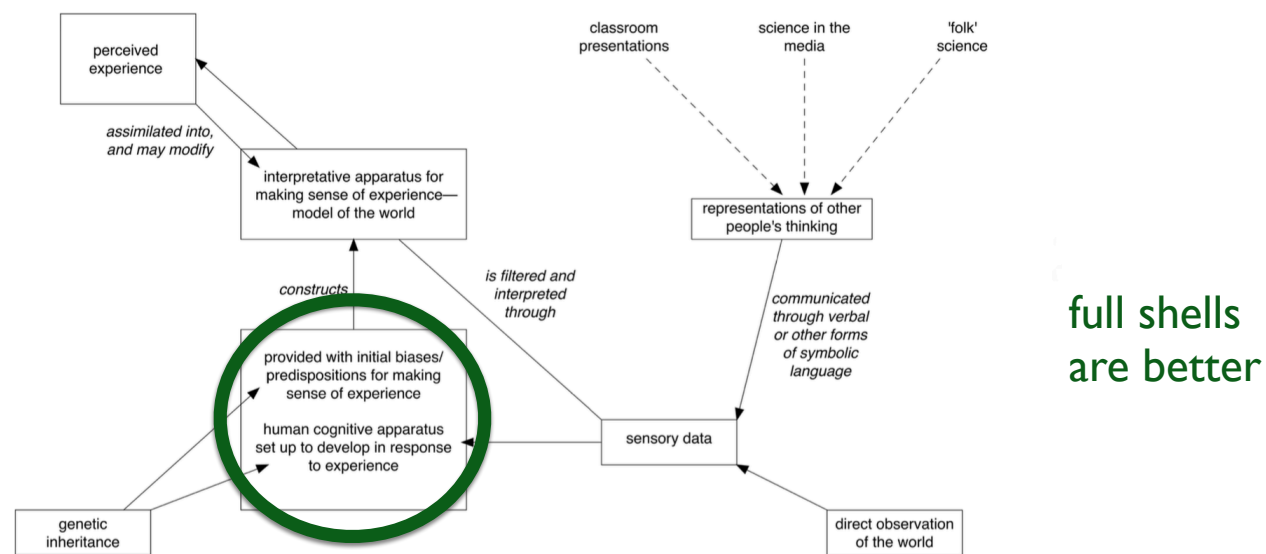 perceived
experience
classroom
presentations
science in the
media
'folk'
science
assimilated into,
and may modify
interpretative apparatus for
making sense of experience—
model of the world
representations of other
people's thinking
constructs
is filtered and
interpreted
through
communicated
through verbal
or other forms
of symbolic
language
full shells
are better
provided with initial biases/
predispositions for making
sense of experience
human cognitive apparatus
set up to develop in response
to experience
sensory data
genetic
inheritance
direct observation
of the world